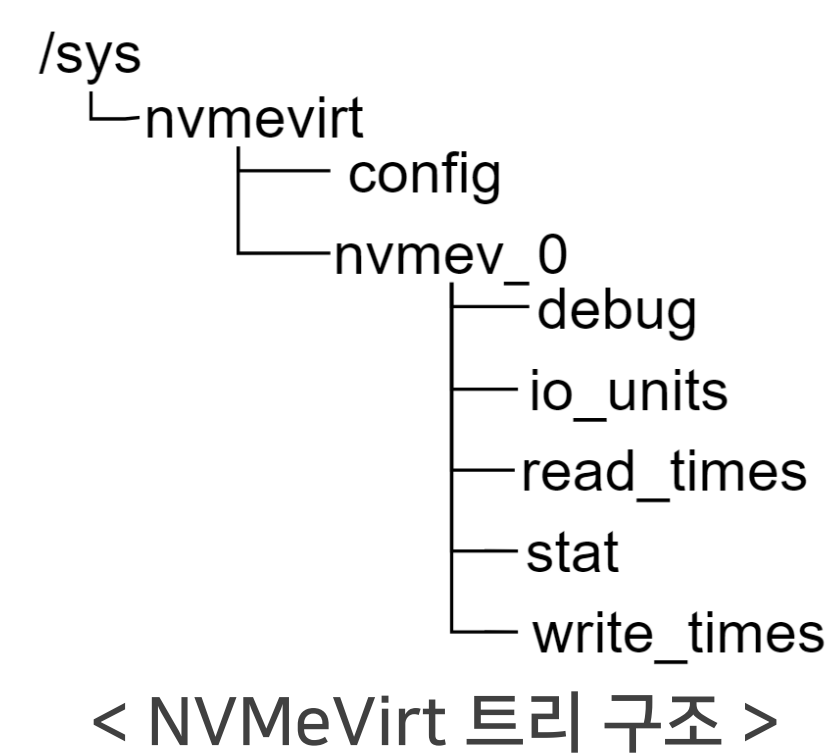 /sys
nvmevirt
config
nvmev_0
debug
io_units
read_times
stat
write_times
< NVMeVirt 트리 구조 >